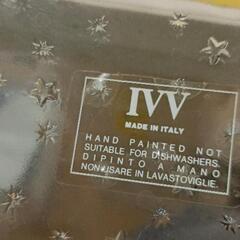 IVV
MADE IN ITALY
HAND PAINTED NOT
SUITABLE FOR DISHWASHERS.
DIPINTO A MANO
NON USARE IN LAVASTOVIGLIE.